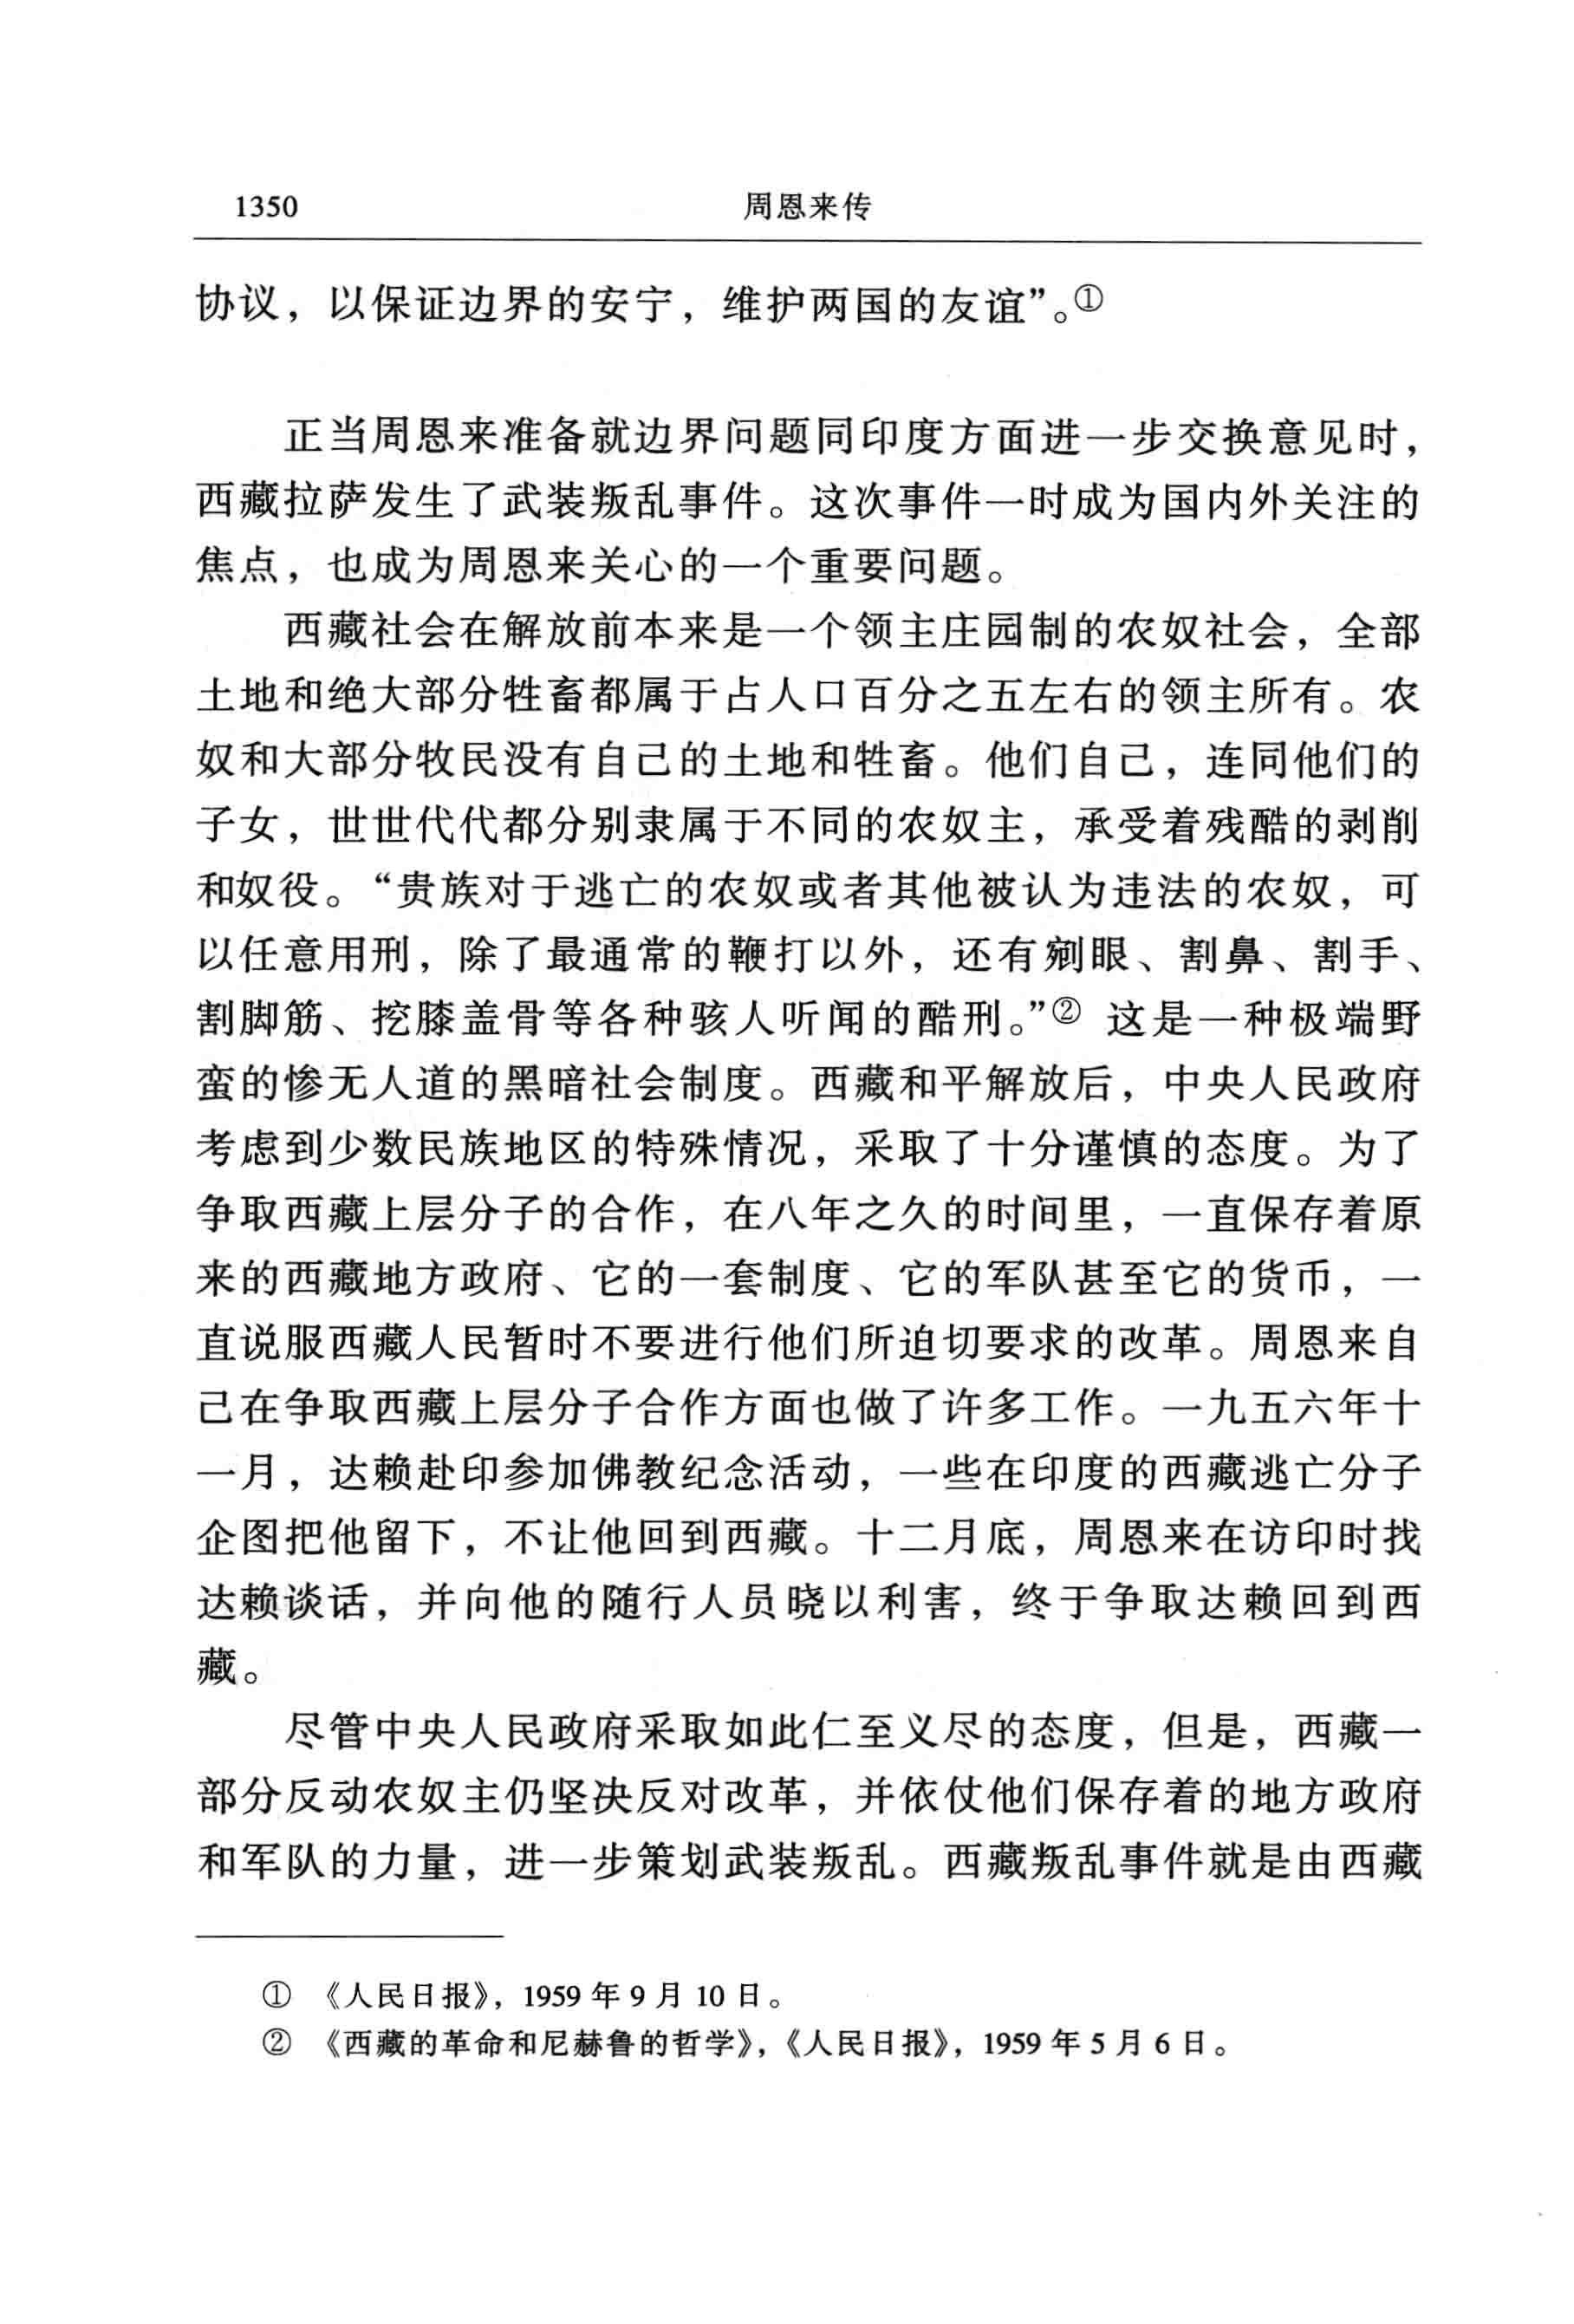 1350 周恩来传
协议，以保证边界的安宁，维护两国的友谊”。①
正当周恩来准备就边界问题同印度方面进一步交换意见时，
西藏拉萨发生了武装叛乱事件。这次事件一时成为国内外关注的
焦点，也成为周恩来关心的一个重要问题。
西藏社会在解放前本来是一个领主庄园制的农奴社会，全部
土地和绝大部分牲畜都属于占人口百分之五左右的领主所有。农
奴和大部分牧民没有自己的土地和牲畜。他们自己，连同他们的
子女，世世代代都分别隶属于不同的农奴主，承受着残酷的剥削
和奴役。“贵族对于逃亡的农奴或者其他被认为违法的农奴，可
以任意用刑，除了最通常的鞭打以外，还有剜眼、割鼻、割手、
割脚筋、挖膝盖骨等各种骇人听闻的酷刑。”② 这是一种极端野
蛮的惨无人道的黑暗社会制度。西藏和平解放后，中央人民政府
考虑到少数民族地区的特殊情况，采取了十分谨慎的态度。为了
争取西藏上层分子的合作，在八年之久的时间里，一直保存着原
来的西藏地方政府、它的一套制度、它的军队甚至它的货币，一
直说服西藏人民暂时不要进行他们所迫切要求的改革。周恩来自
己在争取西藏上层分子合作方面也做了许多工作。一九五六年十
一月，达赖赴印参加佛教纪念活动，一些在印度的西藏逃亡分子
企图把他留下，不让他回到西藏。十二月底，周恩来在访印时找
达赖谈话，并向他的随行人员晓以利害，终于争取达赖回到西
藏。
尽管中央人民政府采取如此仁至义尽的态度，但是，西藏一
部分反动农奴主仍坚决反对改革，并依仗他们保存着的地方政府
和军队的力量，进一步策划武装叛乱。西藏叛乱事件就是由西藏
① 《人民日报》，1959 年 9 月 10 日。
② 《西藏的革命和尼赫鲁的哲学》，《人民日报》，1959 年 5 月 6 日。